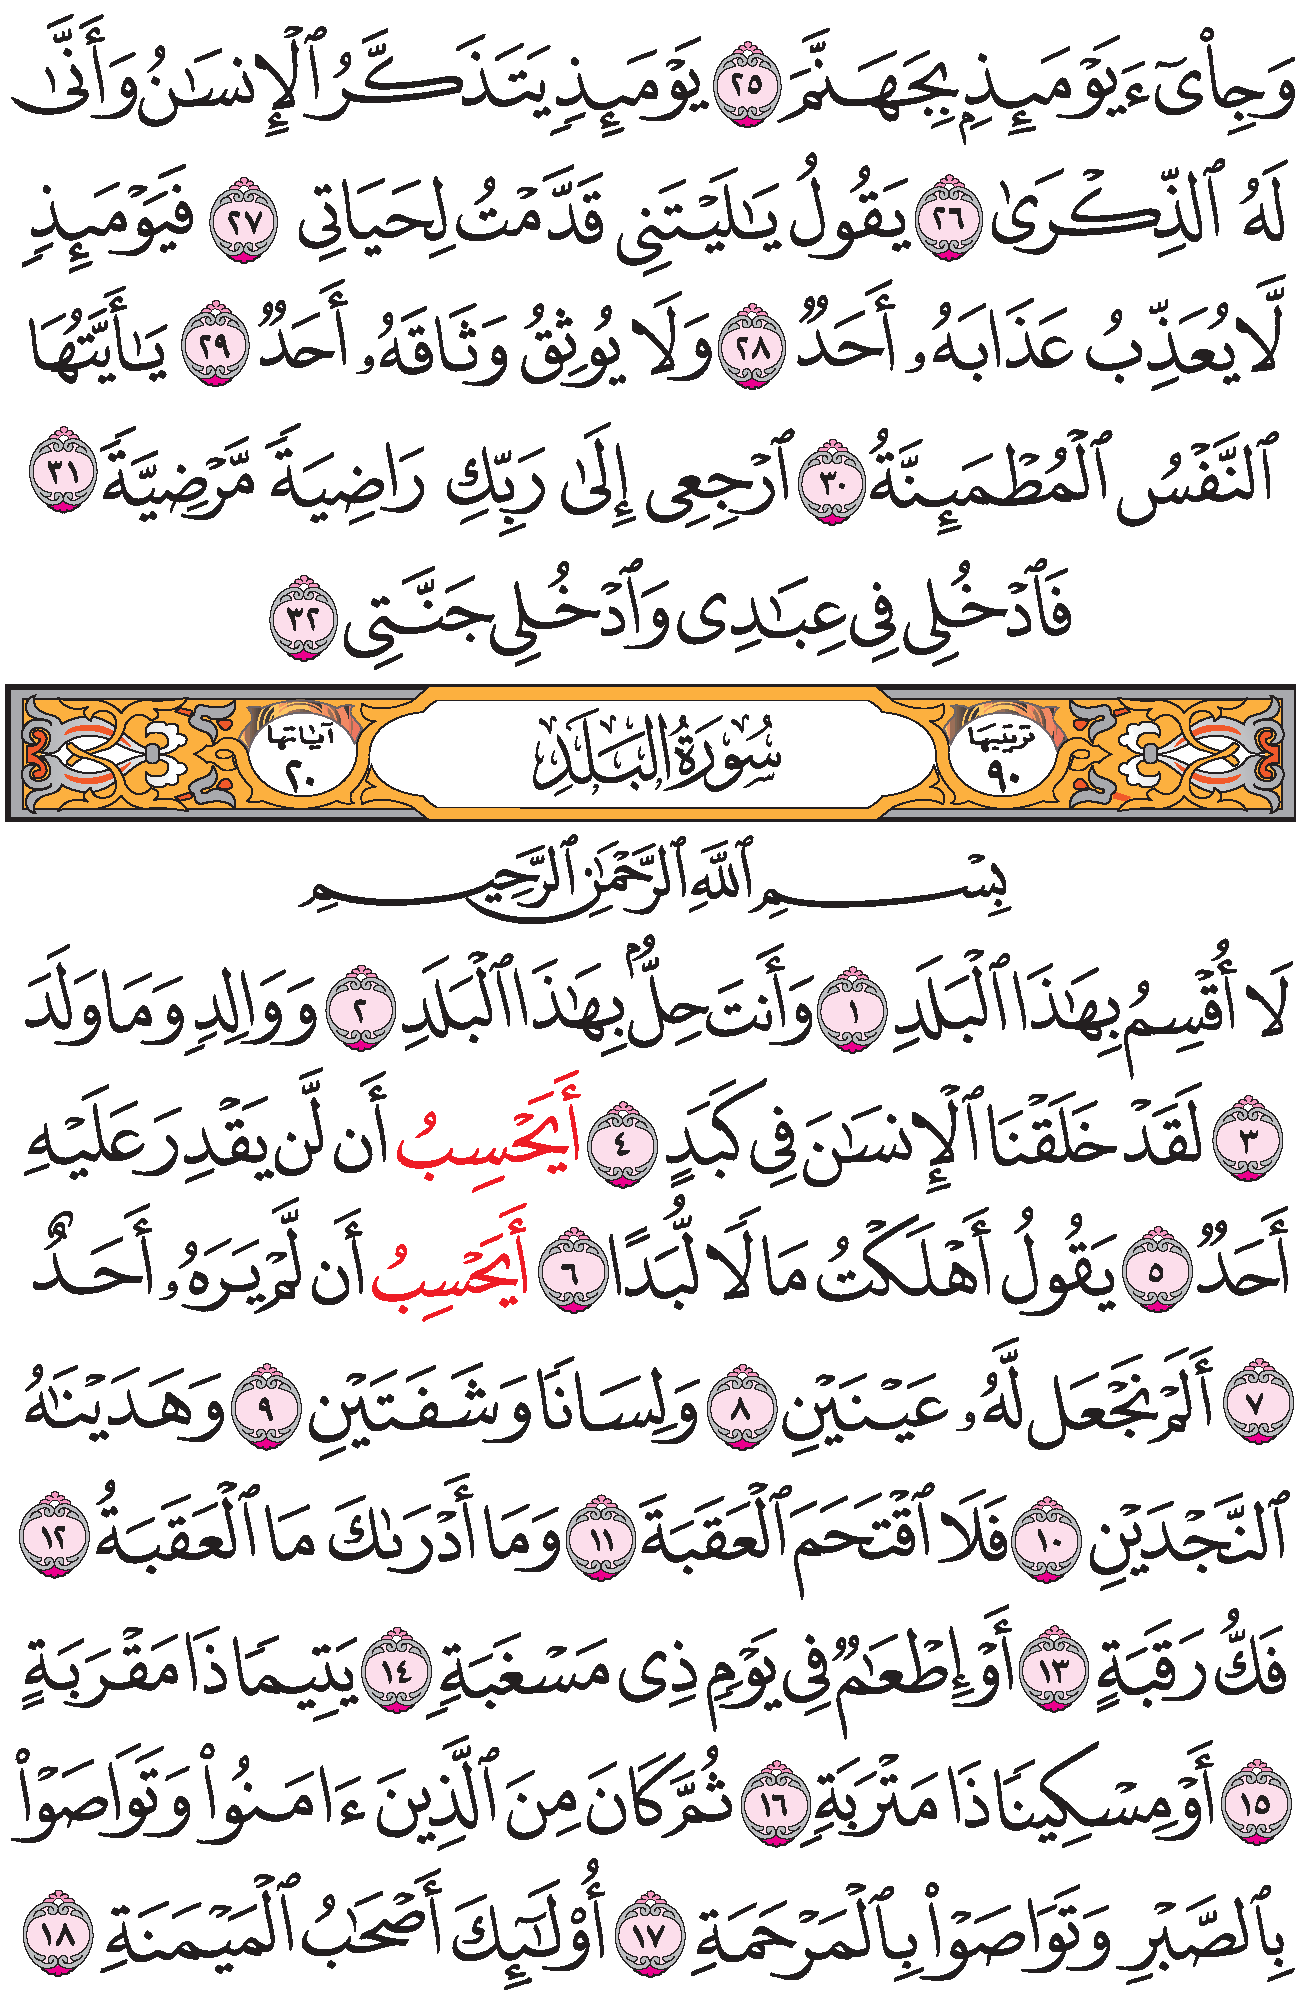 وَجِاْىٓءَ يَوْمَئِذِۭ بِجَهَنَّمَ ٢٥ يَوْمَئِذٍ يَتَذَكَّرُ ٱلْإِنسَٰنُ وَأَنَّىٰ
لَهُ ٱلذِّكْرَىٰ ٢٦ يَقُولُ يَٰلَيْتَنِى قَدَّمْتُ لِحَيَاتِى ٢٧ فَيَوْمَئِذٍ
لَّا يُعَذِّبُ عَذَابَهُۥ أَحَدٌ ٢٨ وَلَا يُوثِقُ وَثَاقَهُۥ أَحَدٌ ٢٩ يَٰأَيَّتُهَا
ٱلنَّفْسُ ٱلْمُطْمَئِنَّةُ ٣٠ ٱرْجِعِى إِلَىٰ رَبِّكِ رَاضِيَةً مَّرْضِيَّةً ٣١
فَٱدْخُلِى فِى عِبَٰدِى وَٱدْخُلِى جَنَّتِى ٣٢
ترتيبها ٩٠ سُورَةُ البَلَدِ آياتها ٢٠
بِسْمِ ٱللَّهِ ٱلرَّحْمَٰنِ ٱلرَّحِيمِ
لَا أُقْسِمُ بِهَٰذَا ٱلْبَلَدِ ١ وَأَنتَ حِلُّۢ بِهَٰذَا ٱلْبَلَدِ ٢ وَوَالِدٍ وَمَا وَلَدَ
٣ لَقَدْ خَلَقْنَا ٱلْإِنسَٰنَ فِى كَبَدٍ ٤ أَيَحْسِبُ أَن لَّن يَقْدِرَ عَلَيْهِ
أَحَدٌ ٥ يَقُولُ أَهْلَكْتُ مَالًا لُّبَدًا ٦ أَيَحْسِبُ أَن لَّمْ يَرَهُۥ أَحَدٌ
٧ أَلَمْ نَجْعَل لَّهُۥ عَيْنَيْنِ ٨ وَلِسَانًا وَشَفَتَيْنِ ٩ وَهَدَيْنَٰهُ
ٱلنَّجْدَيْنِ ١٠ فَلَا ٱقْتَحَمَ ٱلْعَقَبَةَ ١١ وَمَا أَدْرَىٰكَ مَا ٱلْعَقَبَةُ ١٢
فَكُّ رَقَبَةٍ ١٣ أَوْ إِطْعَٰمٌ فِى يَوْمٍ ذِى مَسْغَبَةٍ ١٤ يَتِيمًا ذَا مَقْرَبَةٍ
١٥ أَوْ مِسْكِينًا ذَا مَتْرَبَةٍ ١٦ ثُمَّ كَانَ مِنَ ٱلَّذِينَ ءَامَنُوا۟ وَتَوَاصَوْا۟
بِٱلصَّبْرِ وَتَوَاصَوْا۟ بِٱلْمَرْحَمَةِ ١٧ أُو۟لَٰٓئِكَ أَصْحَٰبُ ٱلْمَيْمَنَةِ ١٨